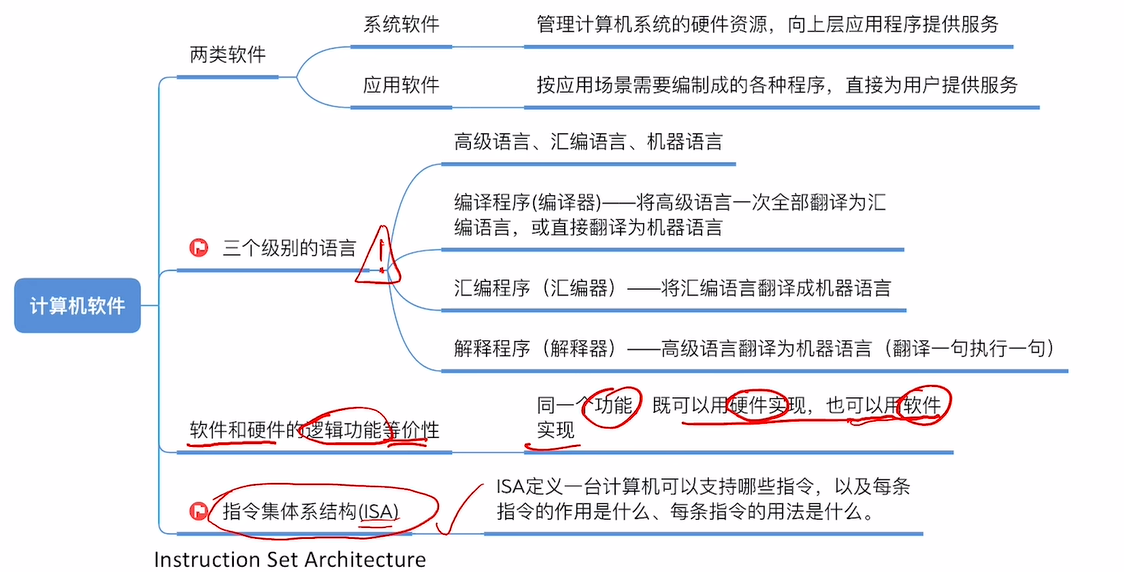 系统软件
管理计算机系统的硬件资源，向上层应用程序提供服务
两类软件
应用软件
按应用场景需要编制成的各种程序，直接为用户提供服务
高级语言、汇编语言、机器语言
编译程序(编译器)——将高级语言一次全部翻译为汇
编语言，或直接翻译为机器语言
三个级别的语言
!
汇编程序（汇编器）——将汇编语言翻译成机器语言
计算机软件
解释程序（解释器）——高级语言翻译为机器语言（翻译一句执行一句）
同一个功能，既可以用硬件实现，也可以用软件
实现
软件和硬件的逻辑功能等价性
ISA定义一台计算机可以支持哪些指令，以及每条
指令的作用是什么、每条指令的用法是什么。
指令集体系结构(ISA)
Instruction Set Architecture